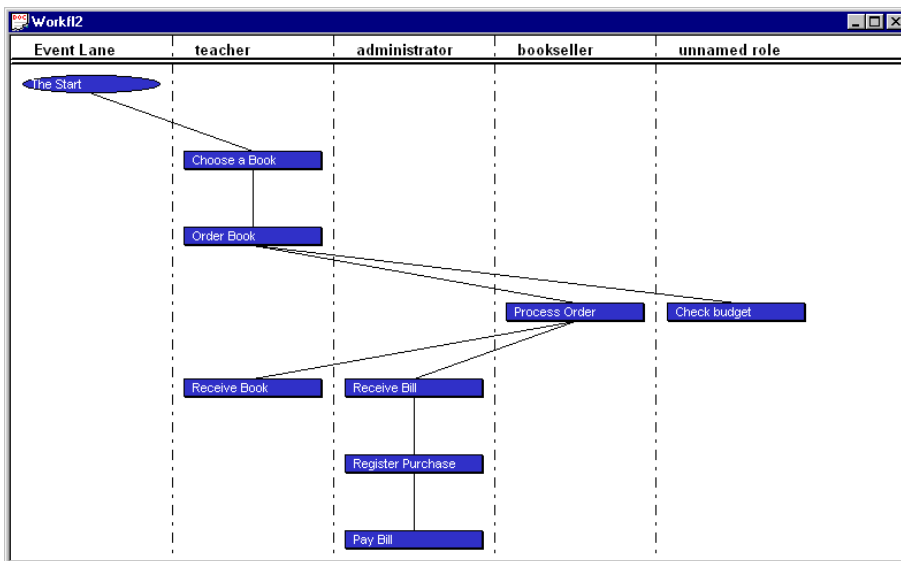 DOC
Workfl2
Event Lane teacher administrator bookseller unnamed role
The Start
Choose a Book
Order Book
Process Order Check budget
Receive Book Receive Bill
Register Purchase
Pay Bill